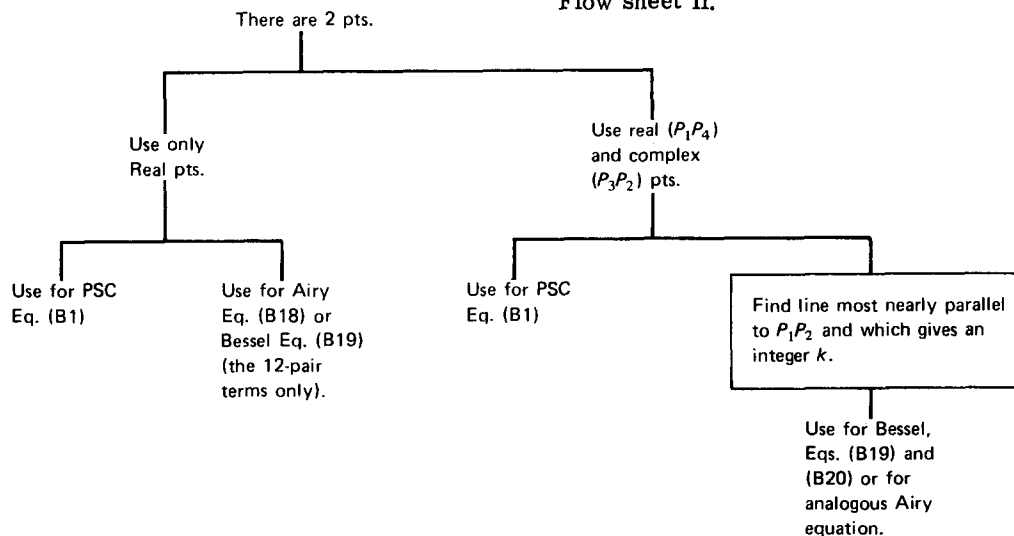 Flow sheet II.
There are 2 pts.
Use only
Real pts.
Use real (P₁P₄)
and complex
(P₃P₂) pts.
Use for PSC
Eq. (B1)
Use for Airy
Eq. (B18) or
Bessel Eq. (B19)
(the 12-pair
terms only).
Use for PSC
Eq. (B1)
Find line most nearly parallel
to P₁P₂ and which gives an
integer k.
Use for Bessel,
Eqs. (B19) and
(B20) or for
analogous Airy
equation.